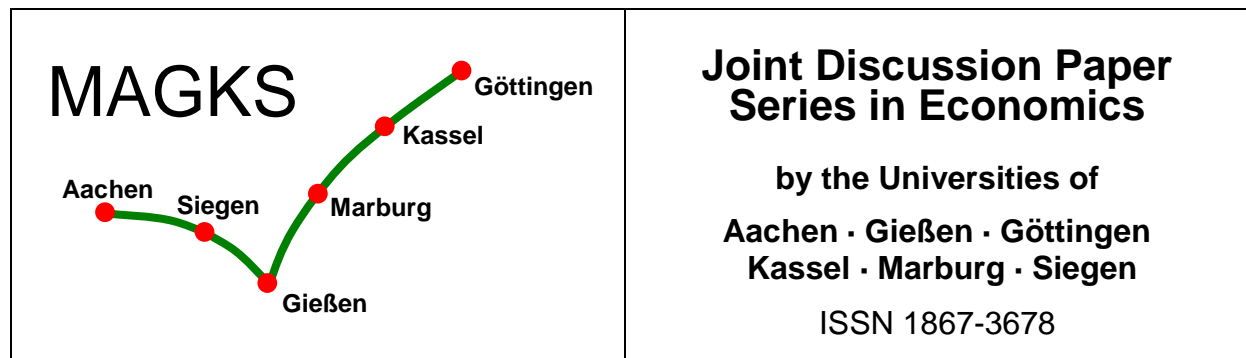 MAGKS
Göttingen
Kassel
Marburg
Aachen
Siegen
Gießen
Joint Discussion Paper
Series in Economics
by the Universities of
Aachen · Gießen · Göttingen
Kassel · Marburg · Siegen
ISSN 1867-3678